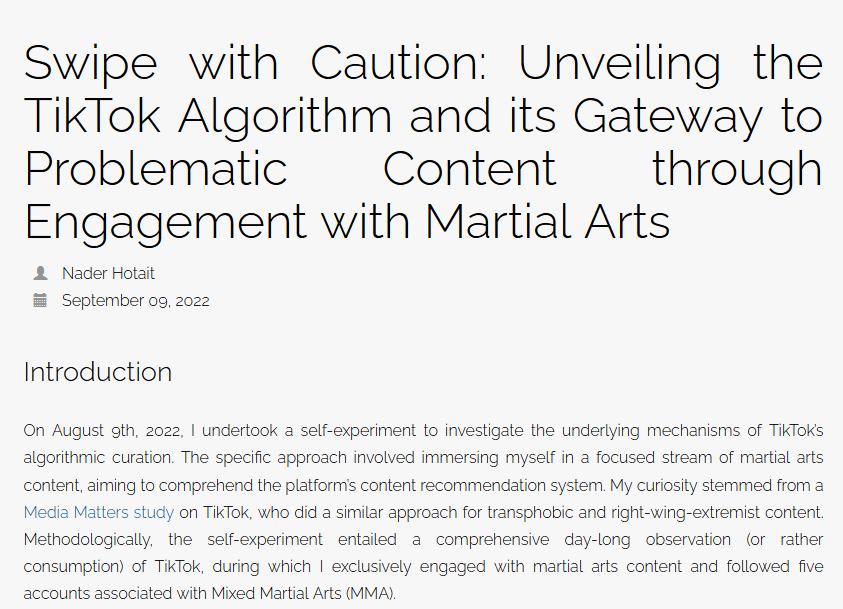 Swipe with Caution: Unveiling the
TikTok Algorithm and its Gateway to
Problematic Content through
Engagement with Martial Arts
Nader Hotait
September 09, 2022
Introduction
On August 9th, 2022, I undertook a self-experiment to investigate the underlying mechanisms of TikTok's
algorithmic curation. The specific approach involved immersing myself in a focused stream of martial arts
content, aiming to comprehend the platform's content recommendation system. My curiosity stemmed from a
Media Matters study on TikTok, who did a similar approach for transphobic and right-wing-extremist content.
Methodologically, the self-experiment entailed a comprehensive day-long observation (or rather
consumption) of TikTok, during which I exclusively engaged with martial arts content and followed five
accounts associated with Mixed Martial Arts (MMA).